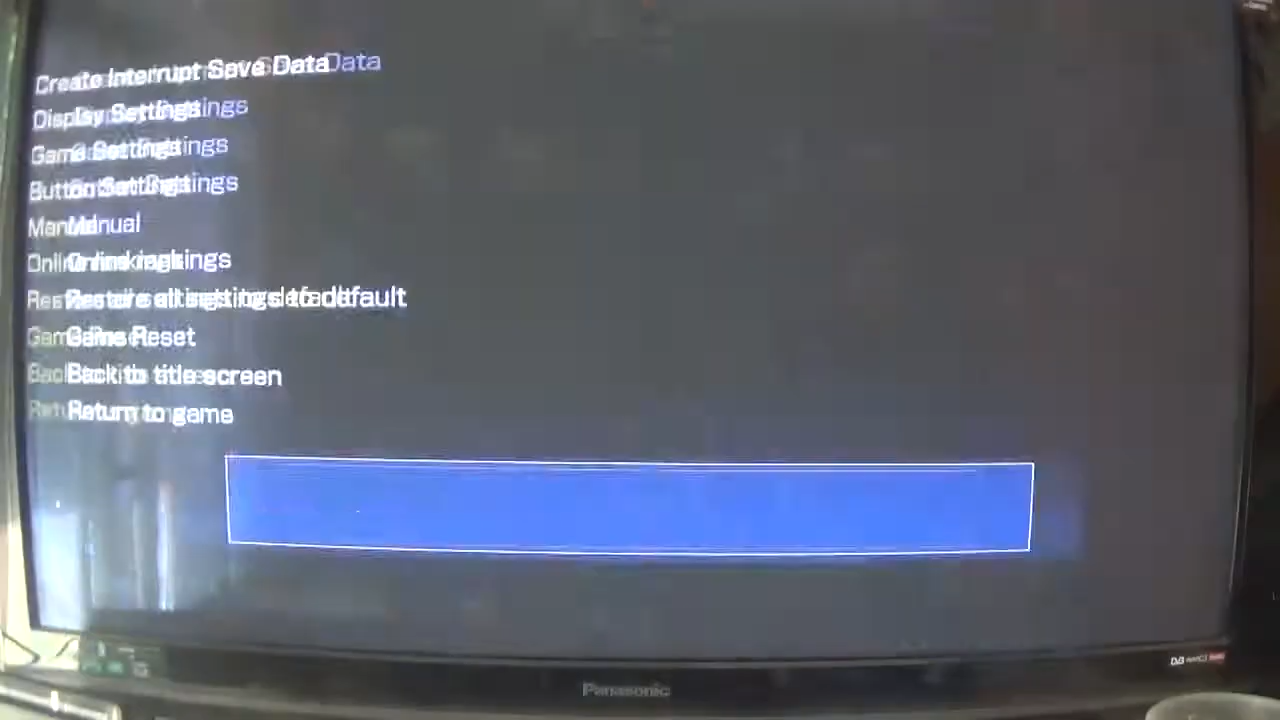 Create Interrupt Save Data
Display Settings
Game Settings
Button Settings
Manual
Online rankings
Restore all settings to default
Game Reset
Back to title screen
Return to game
Panasonic